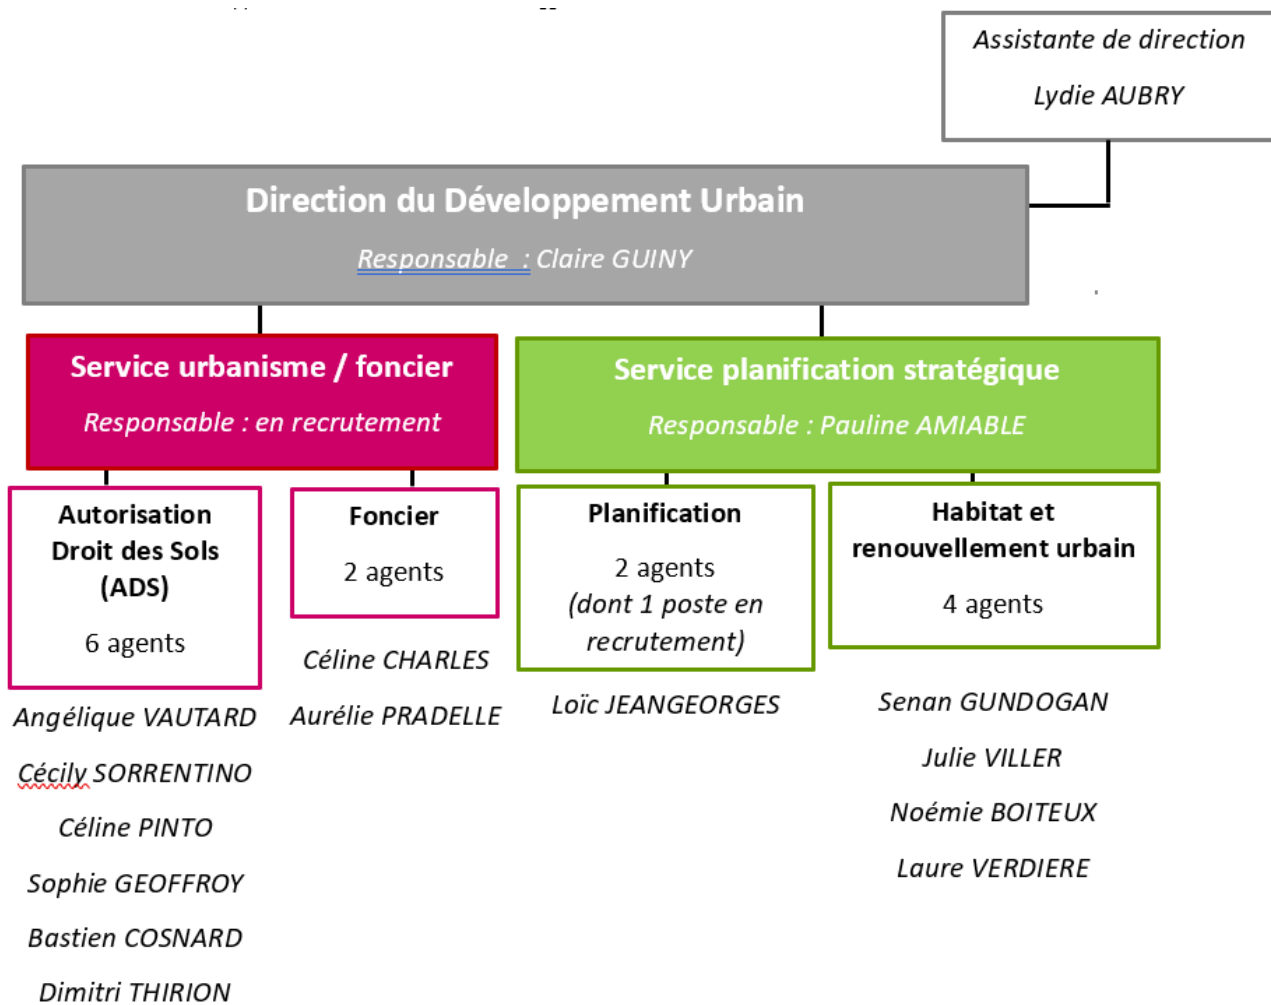 Assistante de direction
Lydie AUBRY
Direction du Développement Urbain
Responsable : Claire GUINY
Service urbanisme / foncier
Responsable : en recrutement
Service planification stratégique
Responsable : Pauline AMIABLE
Autorisation
Droit des Sols
(ADS)
6 agents
Angélique VAUTARD
Cécily SORRENTINO
Céline PINTO
Sophie GEOFFROY
Bastien COSNARD
Dimitri THIRION
Foncier
2 agents
Céline CHARLES
Aurélie PRADELLE
Planification
2 agents
(dont 1 poste en
recrutement)
Loïc JEANGEORGES
Habitat et
renouvellement urbain
4 agents
Senan GUNDOGAN
Julie VILLER
Noémie BOITEUX
Laure VERDIERE